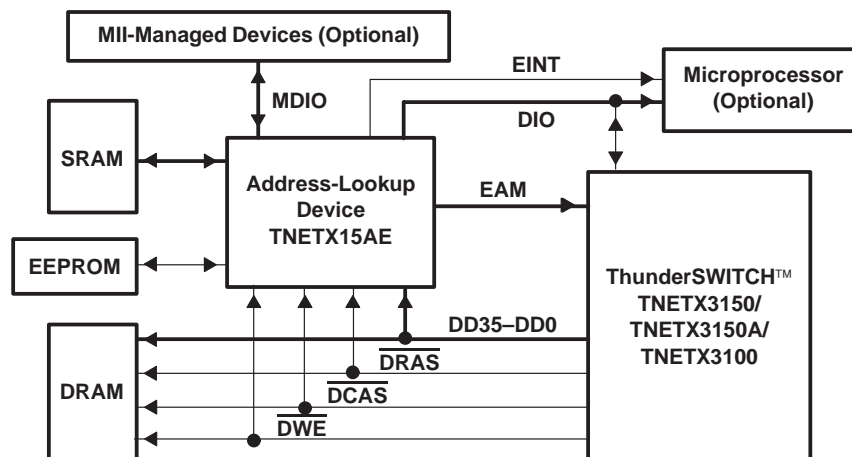 MII-Managed Devices (Optional)
EINT
Microprocessor
(Optional)
MDIO
DIO
SRAM
Address-Lookup
Device
TNETX15AE
EAM
EEPROM
ThunderSWITCH™
TNETX3150/
TNETX3150A/
TNETX3100
DD35–DD0
DRAS
DRAM
DCAS
DWE